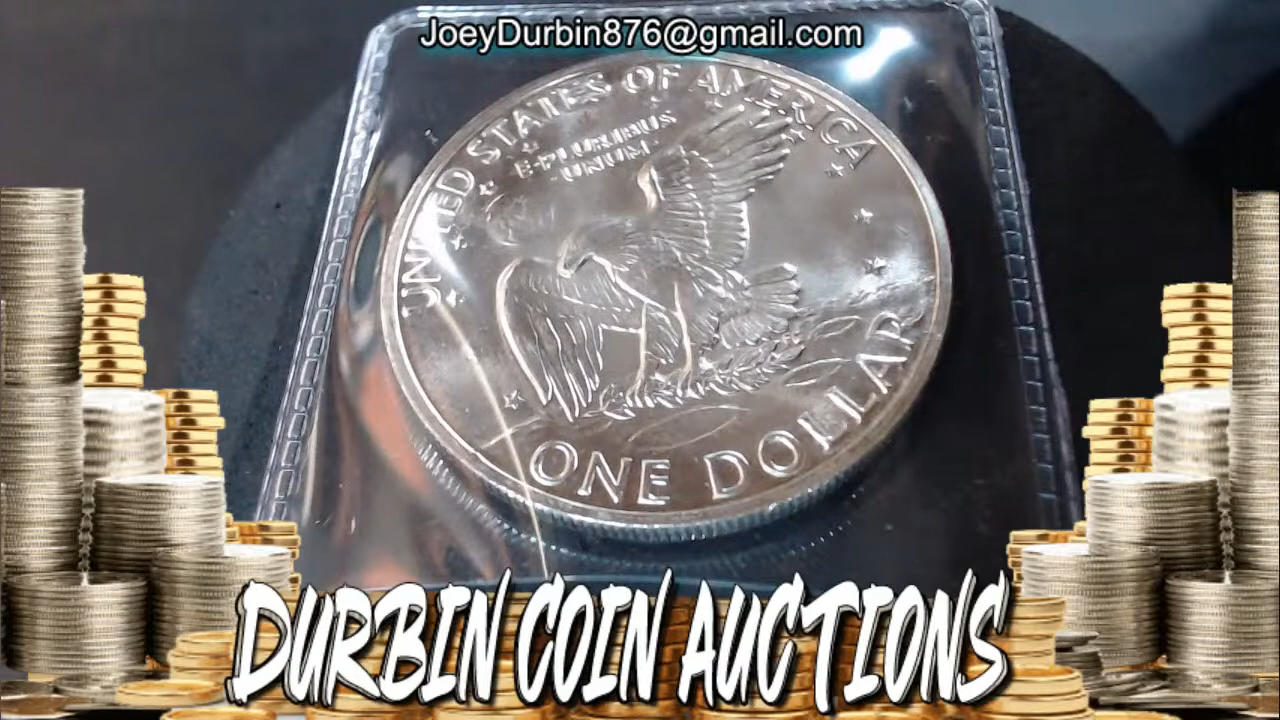 JoeyDurbin876@gmail.com
UNITED STATES OF AMERICA
E·PLURIBUS
UNUM
ONE DOLLAR
DURBIN COIN AUCTIONS